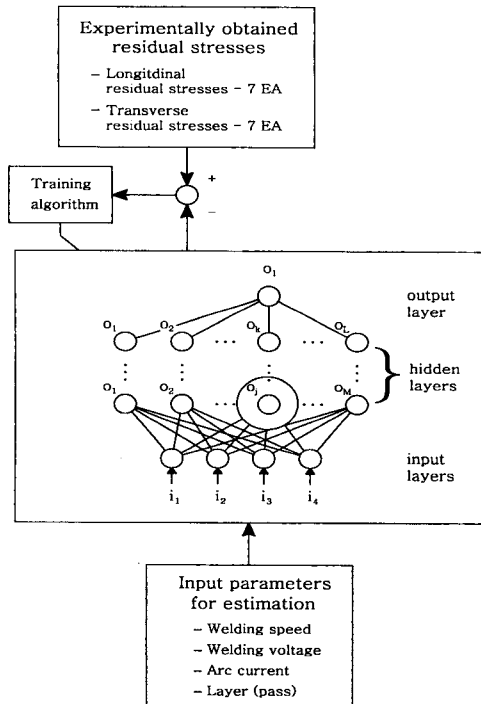 Experimentally obtained
residual stresses
– Longitdinal
residual stresses – 7 EA
– Transverse
residual stresses – 7 EA
+
Training
algorithm
–
O1
output
layer
O1 O2 ··· Ok ··· OL
hidden
layers
O1 O2 ··· Oj ··· OM
input
layers
i1 i2 i3 i4
Input parameters
for estimation
– Welding speed
– Welding voltage
– Arc current
– Layer (pass)